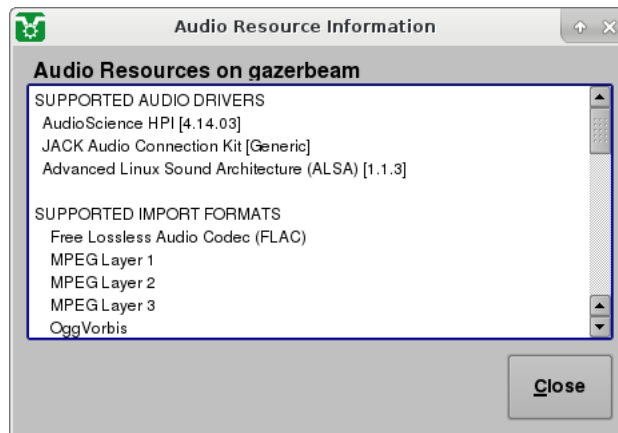 Audio Resource Information
Audio Resources on gazerbeam
SUPPORTED AUDIO DRIVERS
AudioScience HPI [4.14.03]
JACK Audio Connection Kit [Generic]
Advanced Linux Sound Architecture (ALSA) [1.1.3]
SUPPORTED IMPORT FORMATS
Free Lossless Audio Codec (FLAC)
MPEG Layer 1
MPEG Layer 2
MPEG Layer 3
OggVorbis
Close